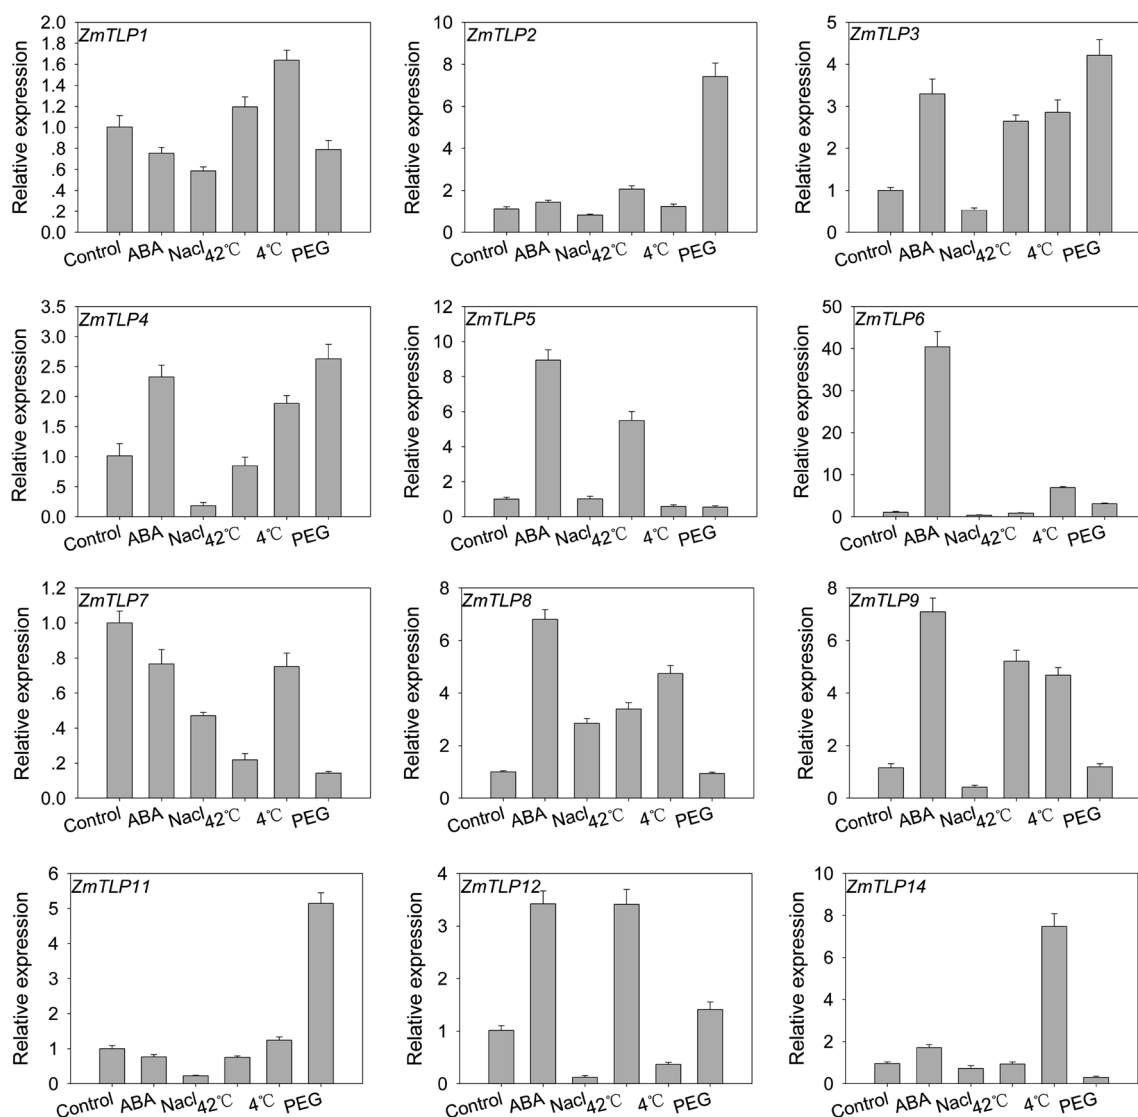 ZmTLP1
Relative expression
2.0
1.8
1.6
1.4
1.2
1.0
.8
.6
.4
.2
0.0
Control ABA Nacl 42℃ 4℃ PEG
ZmTLP2
Relative expression
10
8
6
4
2
0
Control ABA Nacl 42℃ 4℃ PEG
ZmTLP3
Relative expression
5
4
3
2
1
0
Control ABA Nacl 42℃ 4℃ PEG
ZmTLP4
Relative expression
3.5
3.0
2.5
2.0
1.5
1.0
.5
0.0
Control ABA Nacl 42℃ 4℃ PEG
ZmTLP5
Relative expression
12
10
8
6
4
2
0
Control ABA Nacl 42℃ 4℃ PEG
ZmTLP6
Relative expression
50
40
30
20
10
0
Control ABA Nacl 42℃ 4℃ PEG
ZmTLP7
Relative expression
1.2
1.0
.8
.6
.4
.2
0.0
Control ABA Nacl 42℃ 4℃ PEG
ZmTLP8
Relative expression
8
6
4
2
0
Control ABA Nacl 42℃ 4℃ PEG
ZmTLP9
Relative expression
8
6
4
2
0
Control ABA Nacl 42℃ 4℃ PEG
ZmTLP11
Relative expression
6
5
4
3
2
1
0
Control ABA Nacl 42℃ 4℃ PEG
ZmTLP12
Relative expression
4
3
2
1
0
Control ABA Nacl 42℃ 4℃ PEG
ZmTLP14
Relative expression
10
8
6
4
2
0
Control ABA Nacl 42℃ 4℃ PEG